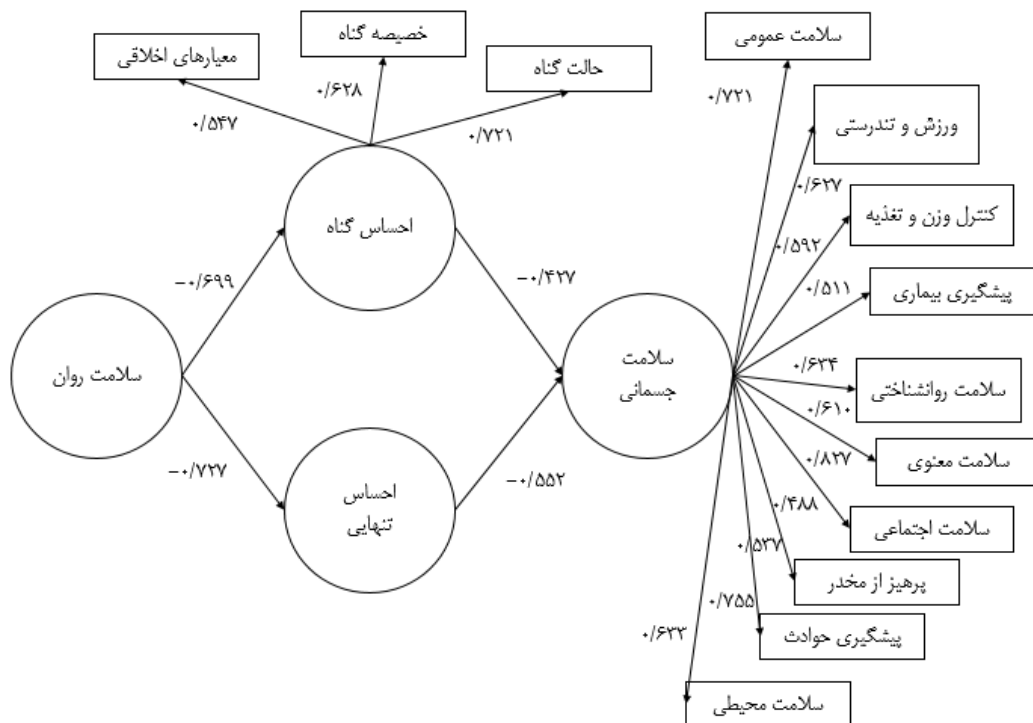 خصیصه گناه
معیارهای اخلاقی
حالت گناه
سلامت عمومی
۰/۵۴۷
۰/۶۲۸
۰/۷۲۱
۰/۷۲۱
ورزش و تندرستی
۰/۶۲۷
احساس گناه
کنترل وزن و تغذیه
۰/۵۹۲
-۰/۶۹۹
-۰/۴۲۷
۰/۵۱۱
پیشگیری بیماری
سلامت روان
سلامت
جسمانی
۰/۶۳۴
سلامت روانشناختی
۰/۶۱۰
سلامت معنوی
۰/۸۲۷
-۰/۷۲۷
احساس
تنهایی
-۰/۵۵۲
۰/۴۸۸
سلامت اجتماعی
۰/۵۳۷
پرهیز از مخدر
۰/۷۵۵
پیشگیری حوادث
۰/۶۳۳
سلامت محیطی